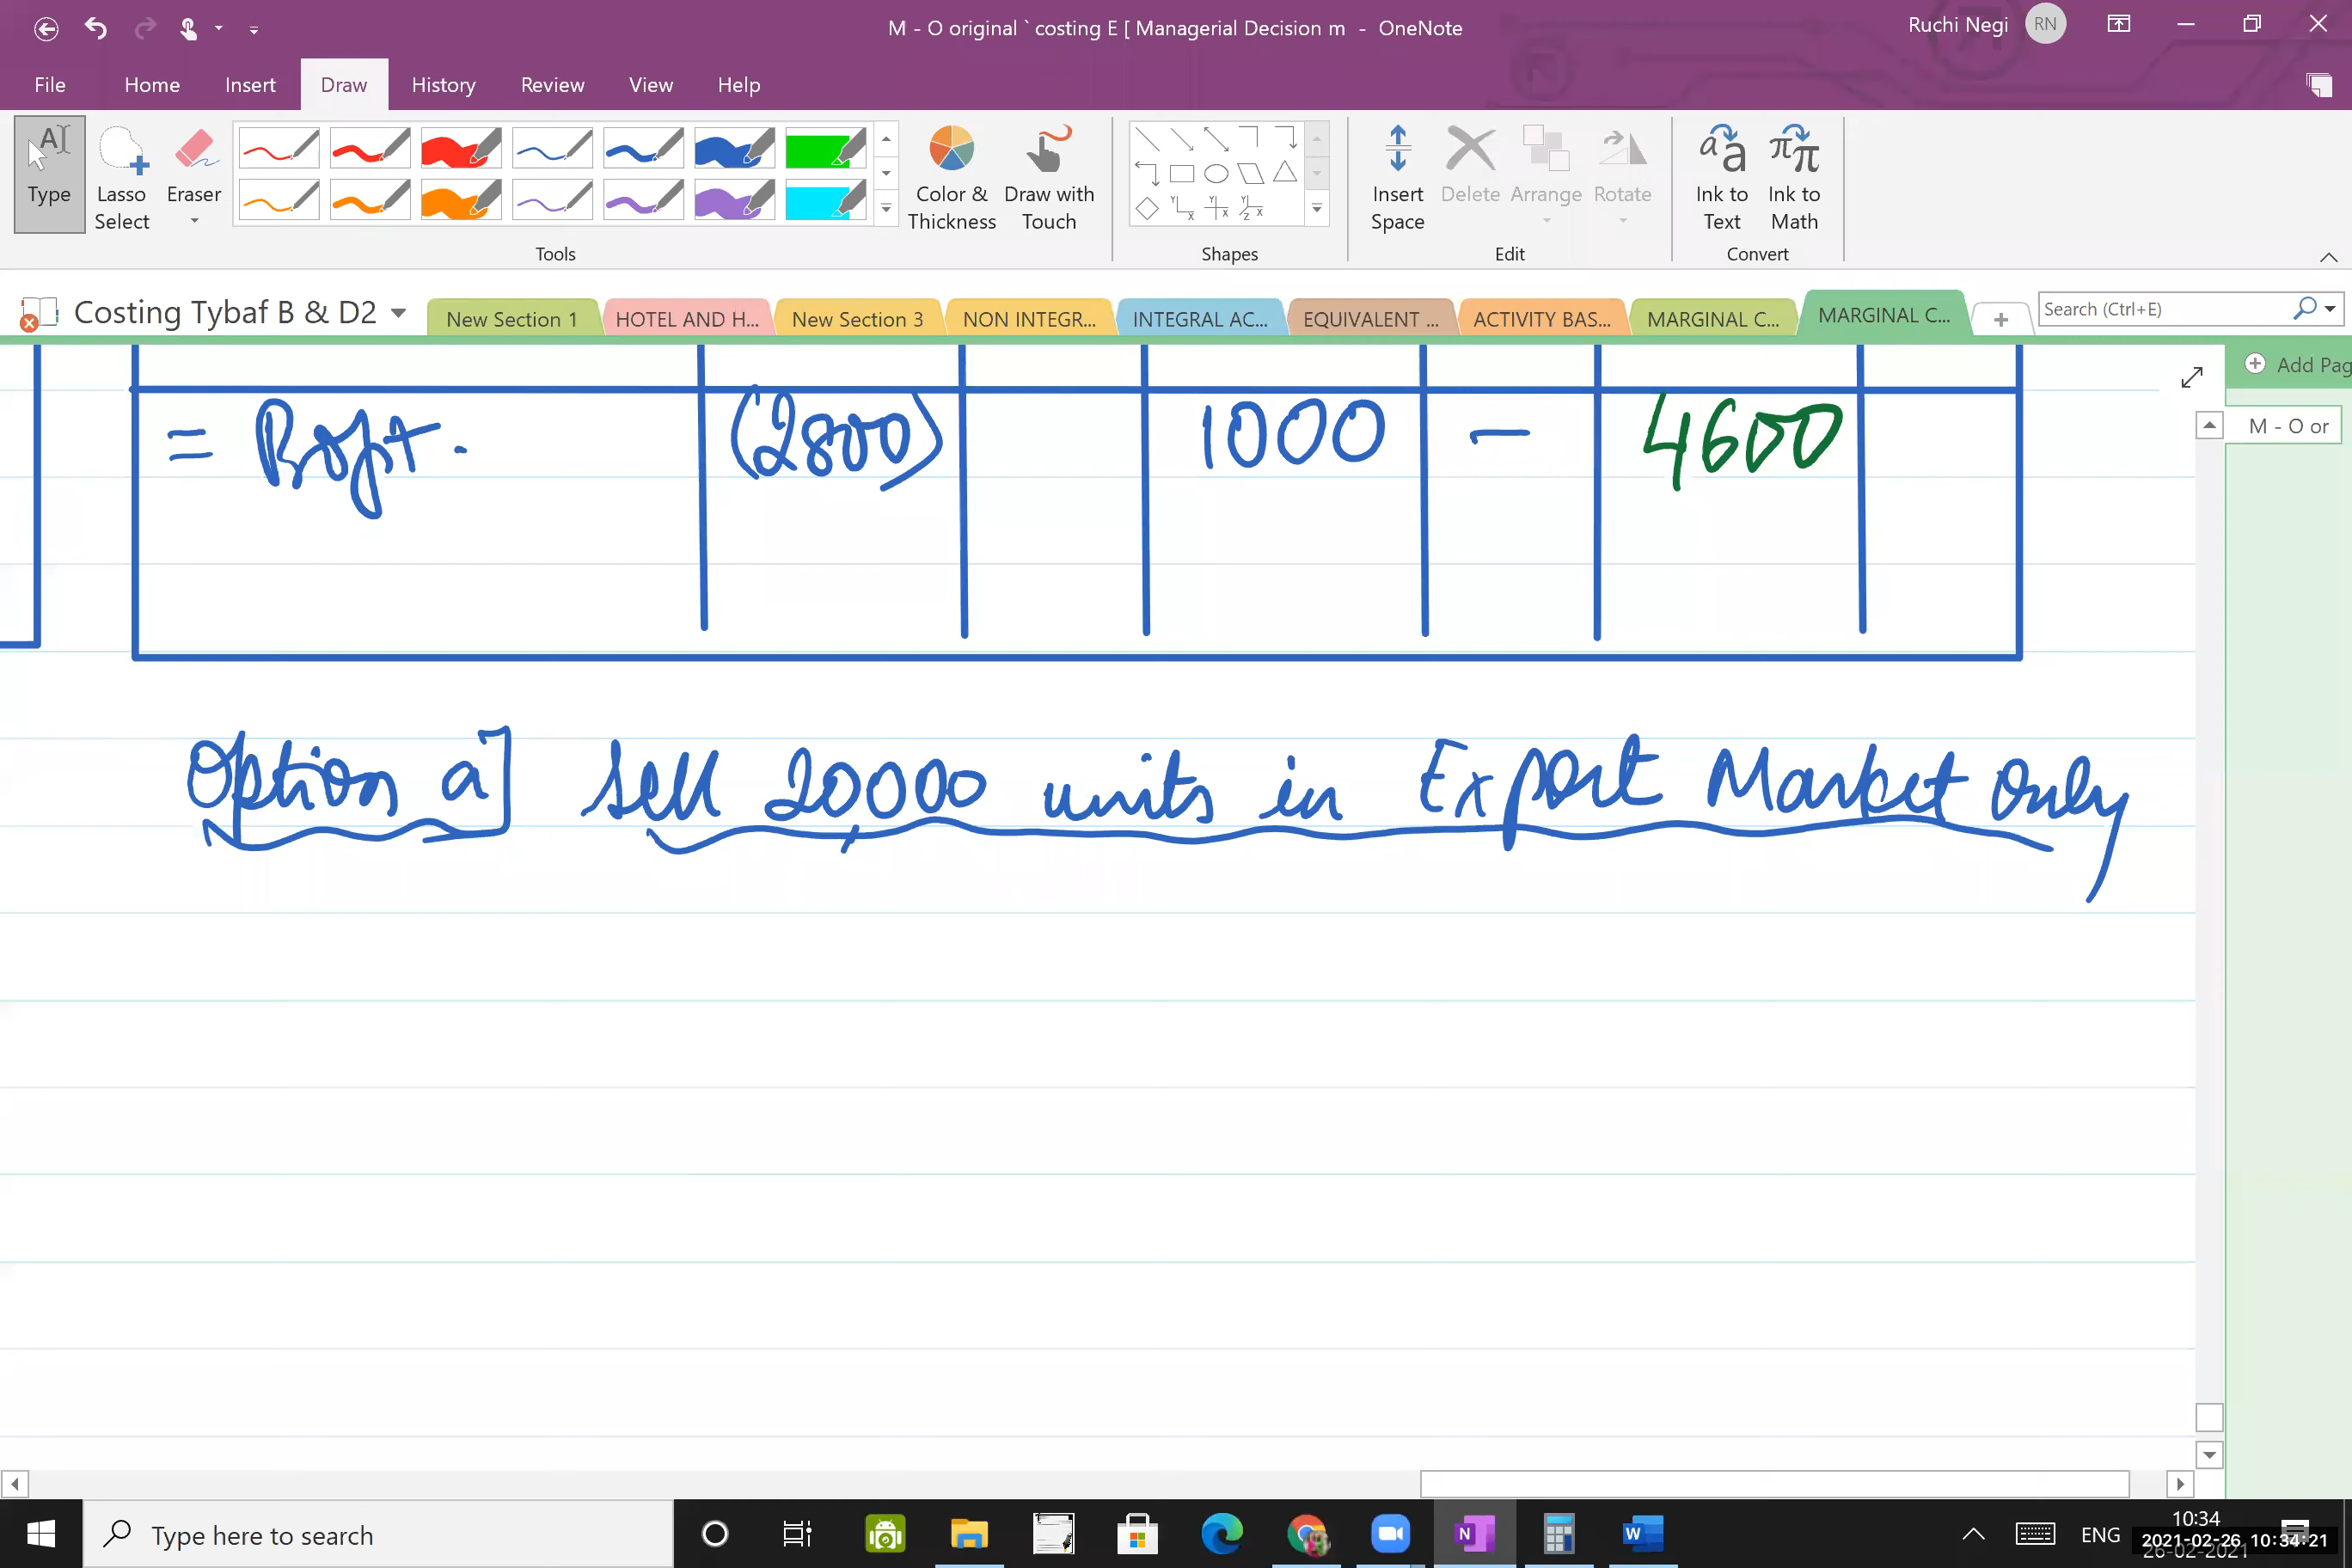 M - O original ` costing E [ Managerial Decision m - OneNote
Ruchi Negi RN
File Home Insert Draw History Review View Help
Type
Lasso Select
Eraser
Color & Thickness
Draw with Touch
Insert Space
Delete
Arrange
Rotate
Ink to Text
Ink to Math
Tools Shapes Edit Convert
Costing Tybaf B & D2
New Section 1 HOTEL AND H... New Section 3 NON INTEGR... INTEGRAL AC... EQUIVALENT ... ACTIVITY BAS... MARGINAL C... MARGINAL C... Search (Ctrl+E)
Add Pag
M - O or
= Profit. (2800) 1000 - 4600
Option a] Sell 20000 units in Export Market Only
Type here to search
ENG
10:34
26-02-2021
2021-02-26 10:34:21